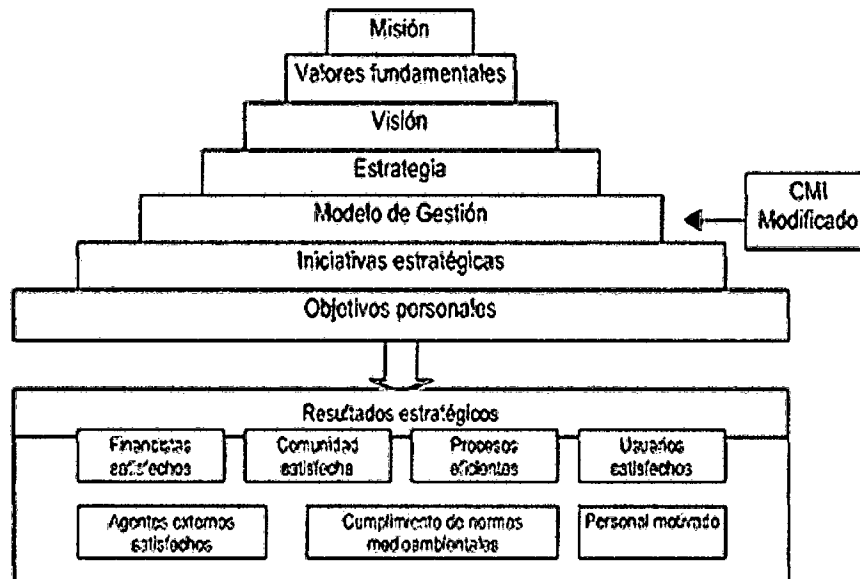 Misión
Valores fundamentales
Visión
Estrategia
Modelo de Gestión
CMI
Modificado
Iniciativas estratégicas
Objetivos personales
Resultados estratégicos
Financistas
satisfechos
Comunidad
satisfecha
Procesos
eficientes
Usuarios
satisfechos
Agentes externos
satisfechos
Cumplimiento de normas
medioambientales
Personal motivado